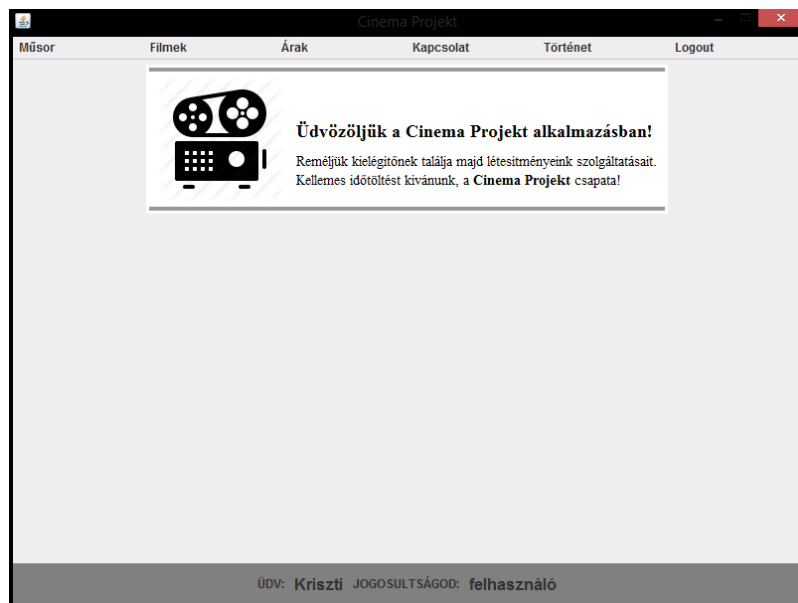 Cinema Projekt
Műsor Filmek Árak Kapcsolat Történet Logout
Üdvözöljük a Cinema Projekt alkalmazásban!
Reméljük kielégitőnek találja majd létesitményeink szolgáltatásait.
Kellemes időtöltést kivánunk, a Cinema Projekt csapata!
ÜDV: Kriszti JOGOSULTSÁGOD: felhasználó